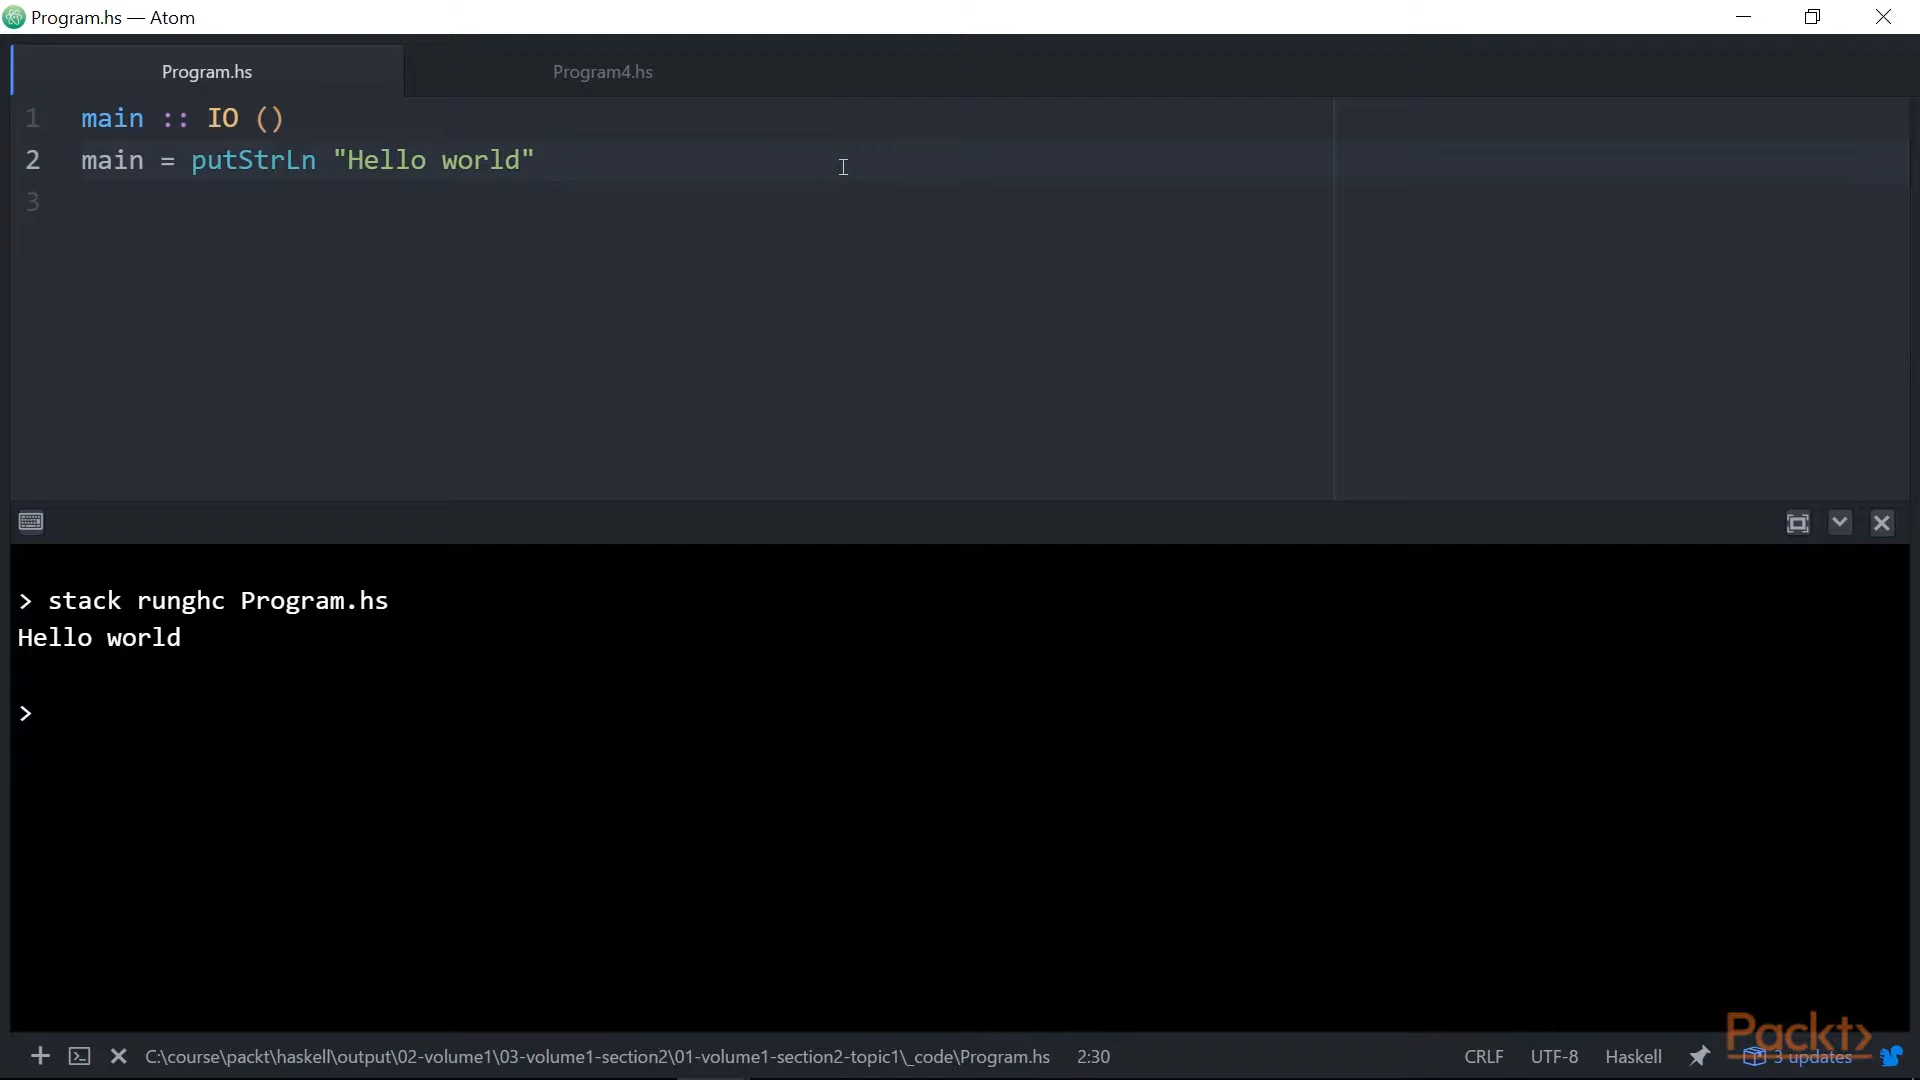 Program.hs — Atom
Program.hs
Program4.hs
1 main :: IO ()
2 main = putStrLn "Hello world"
3
> stack runghc Program.hs
Hello world
>
C:\course\packt\haskell\output\02-volume1\03-volume1-section2\01-volume1-section2-topic1\_code\Program.hs 2:30 CRLF UTF-8 Haskell 3 updates
Packt>